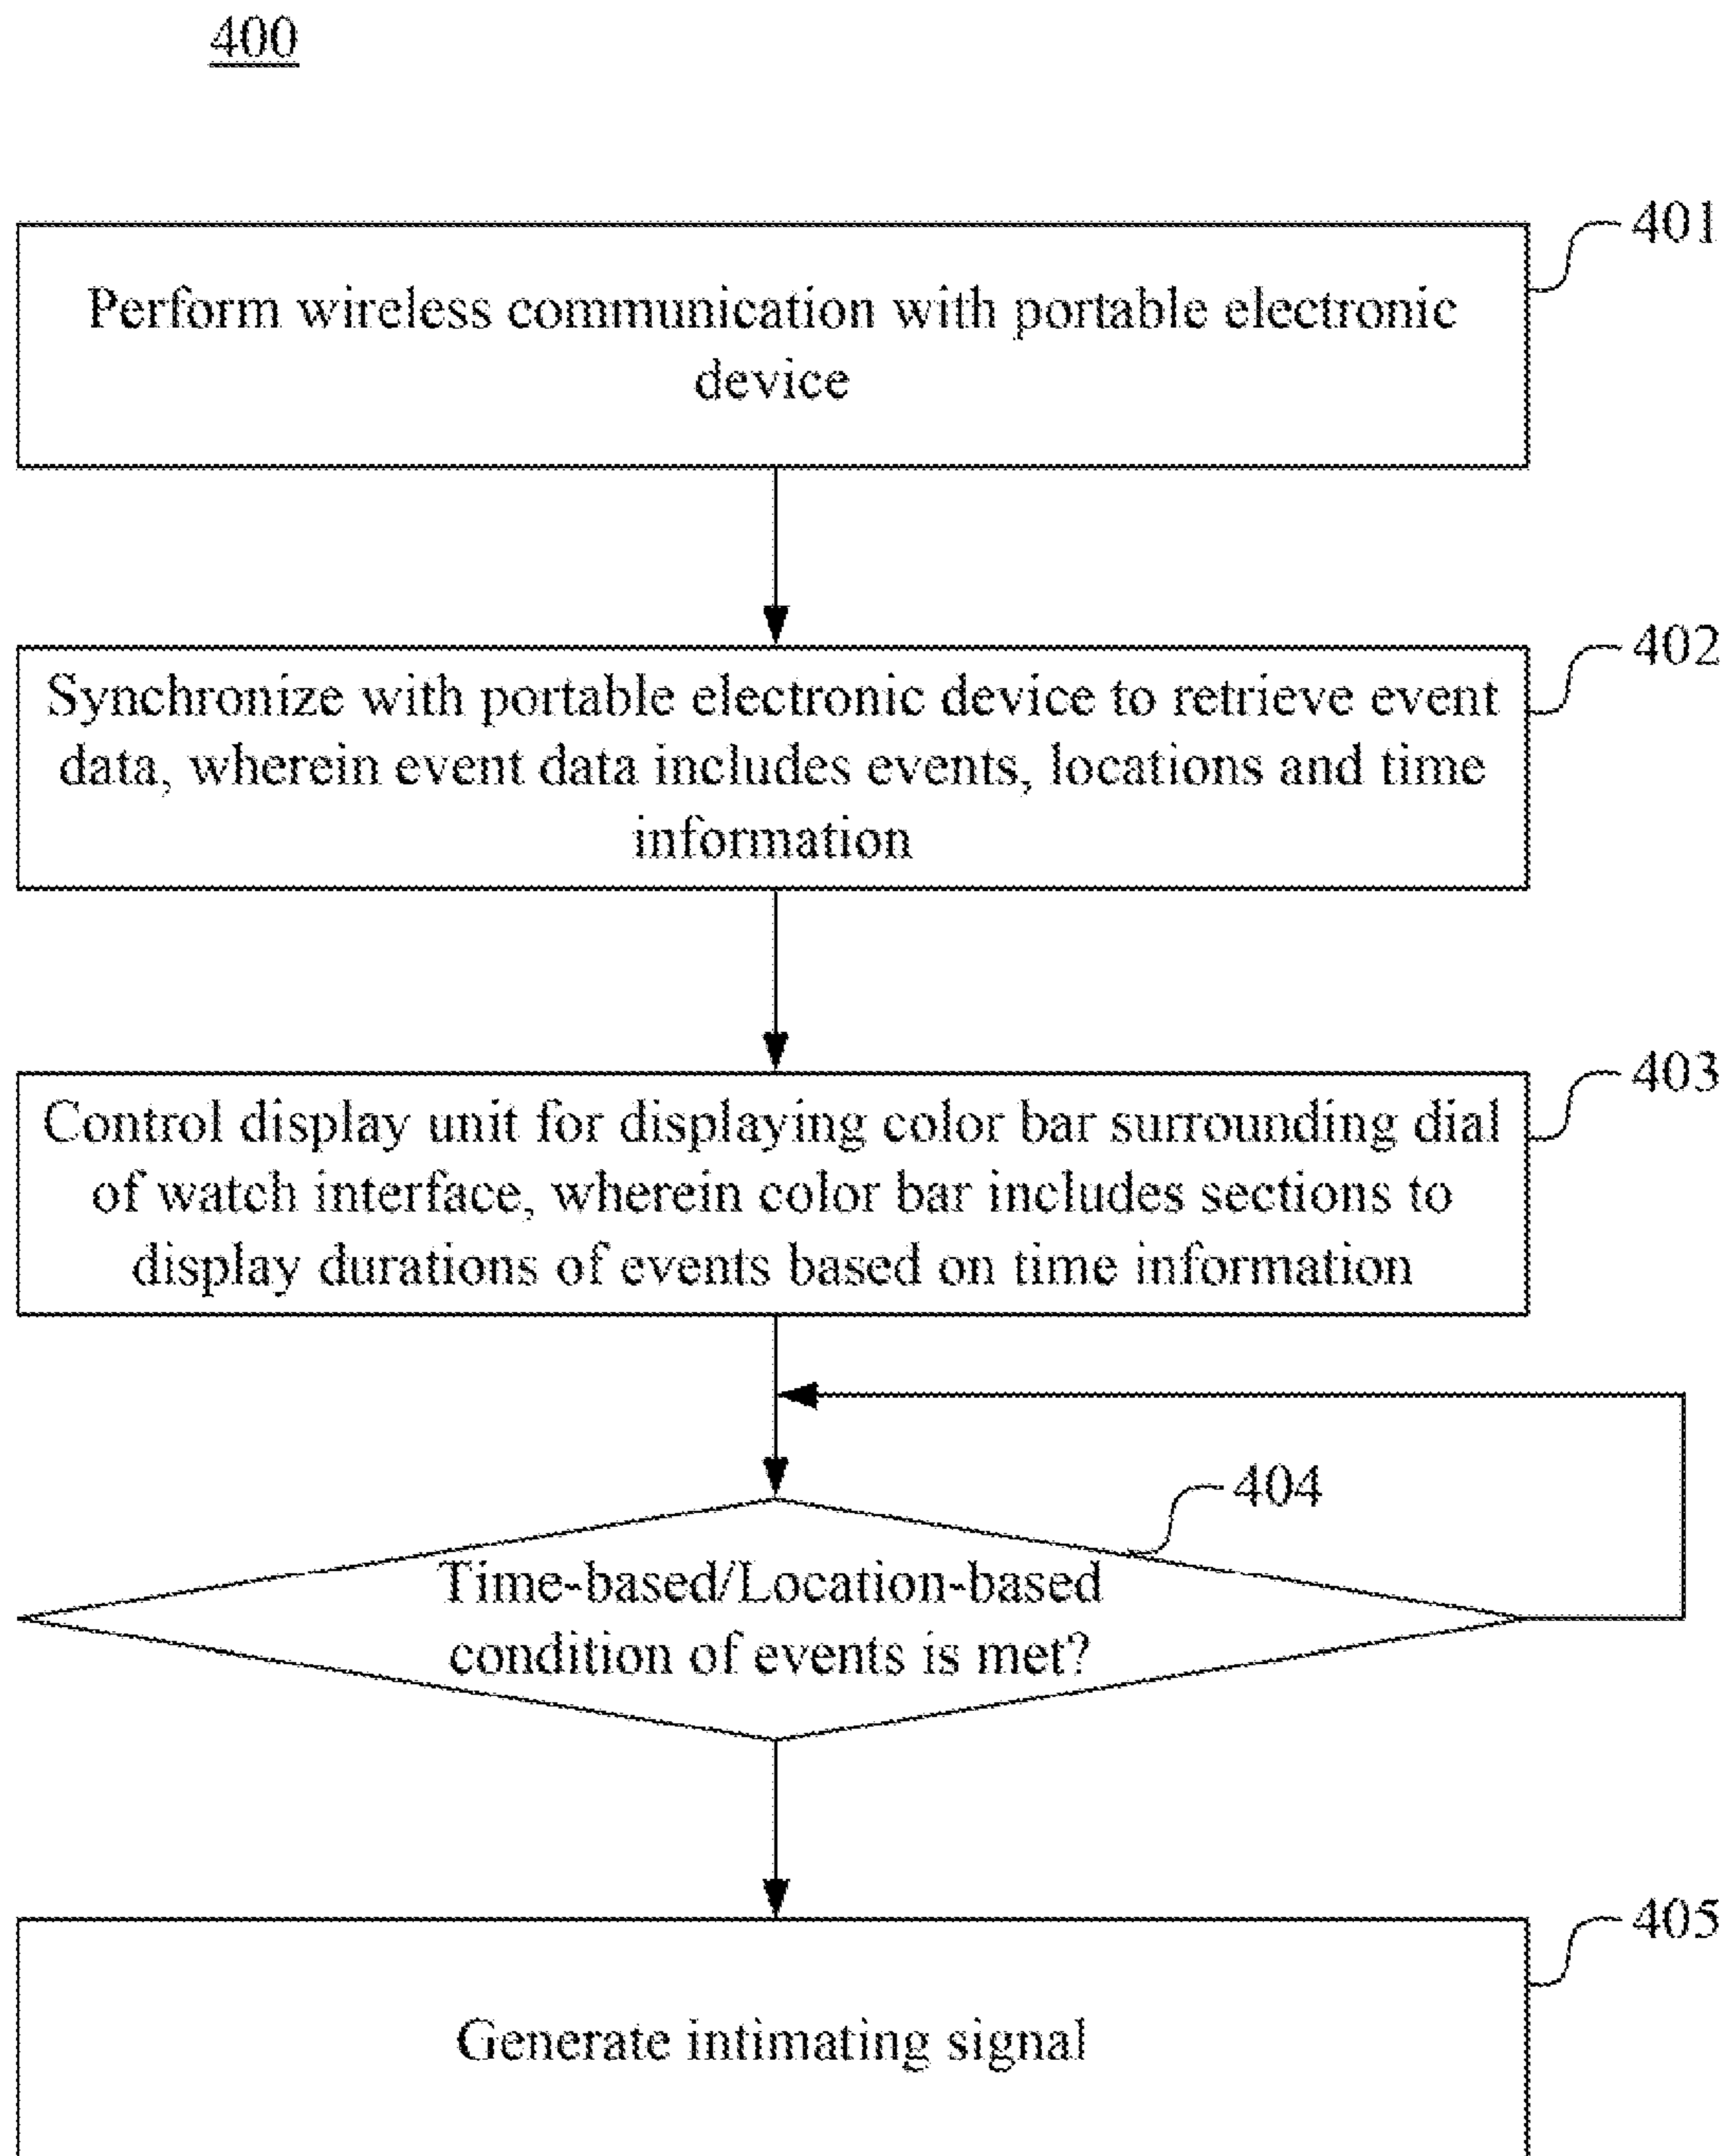 400
401
Perform wireless communication with portable electronic
device
402
Synchronize with portable electronic device to retrieve event
data, wherein event data includes events, locations and time
information
403
Control display unit for displaying color bar surrounding dial
of watch interface, wherein color bar includes sections to
display durations of events based on time information
404
Time-based/Location-based
condition of events is met?
405
Generate intimating signal